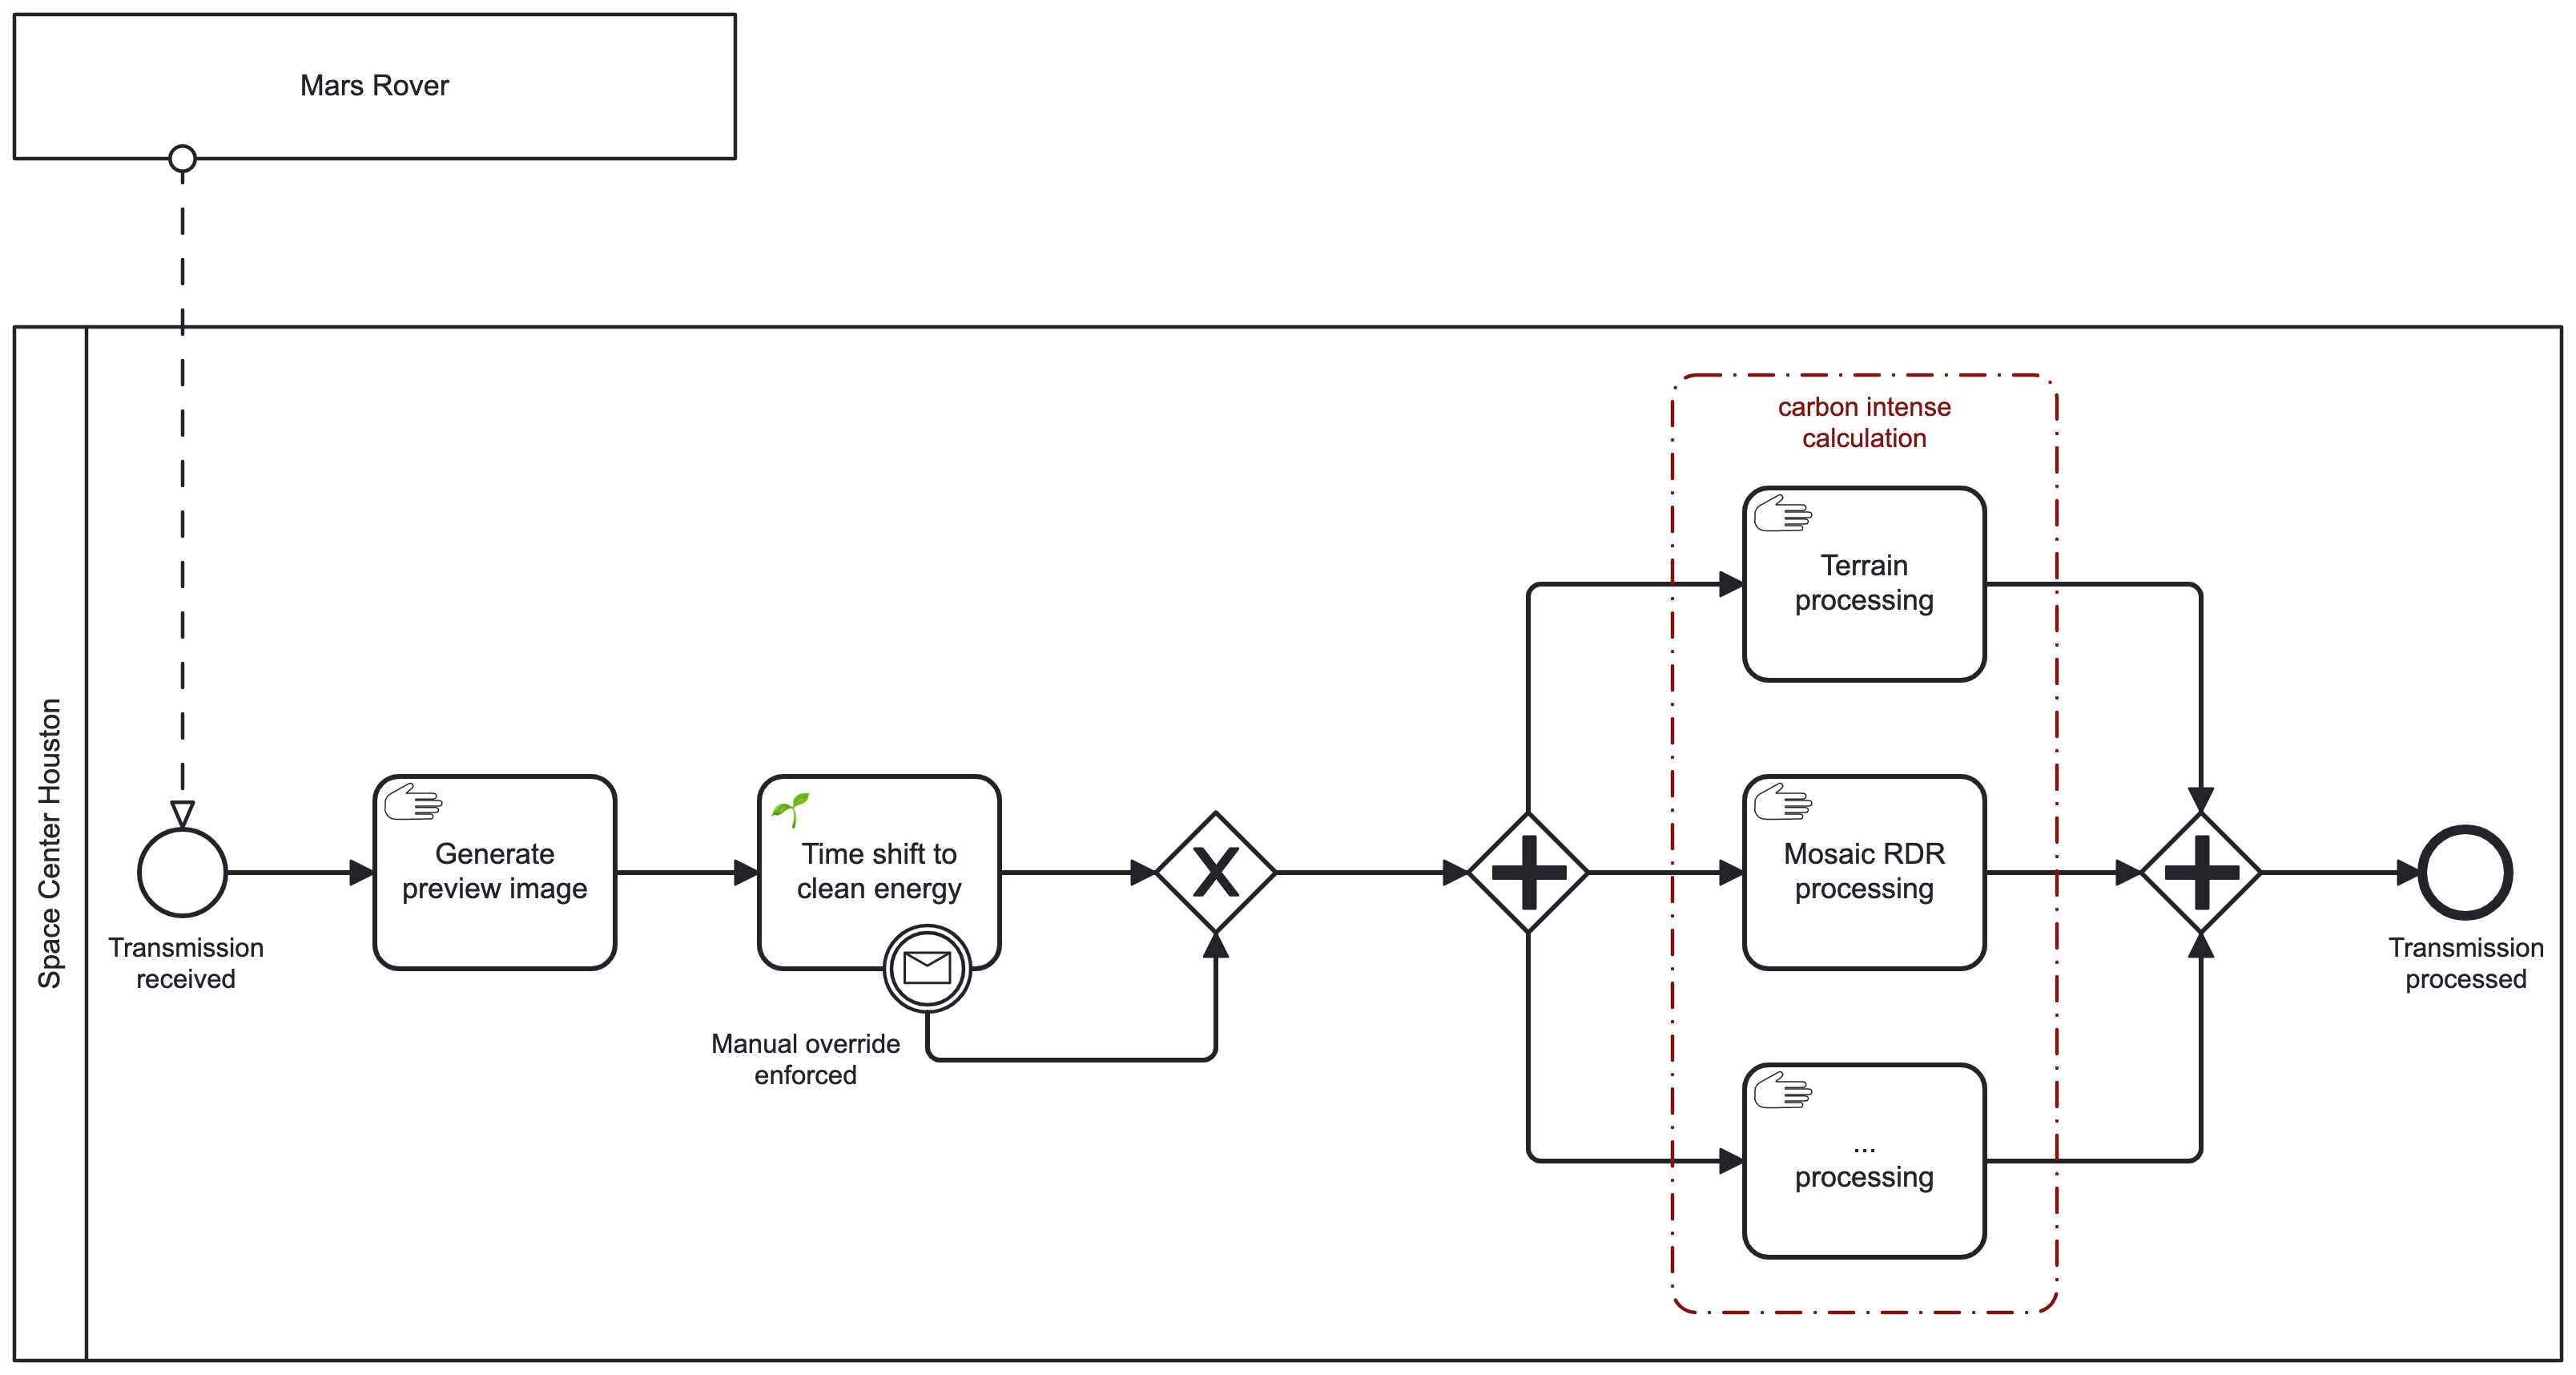 Mars Rover
Space Center Houston
Transmission
received
Generate
preview image
Time shift to
clean energy
Manual override
enforced
X
carbon intense
calculation
Terrain
processing
Mosaic RDR
processing
...
processing
Transmission
processed